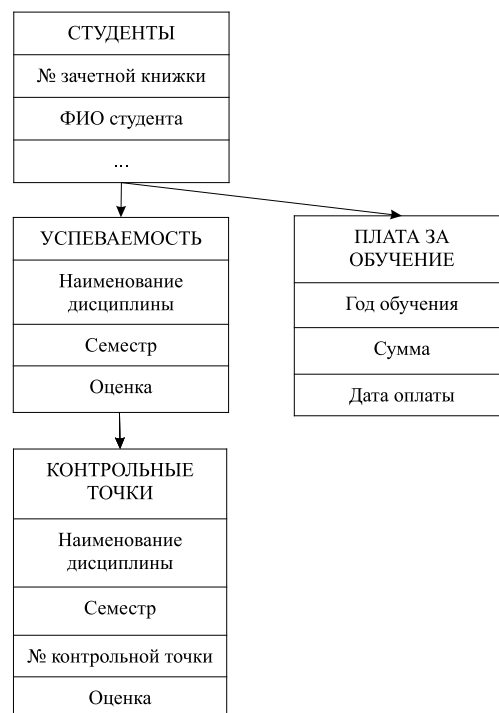 СТУДЕНТЫ
№ зачетной книжки
ФИО студента
...
УСПЕВАЕМОСТЬ
Наименование
дисциплины
Семестр
Оценка
ПЛАТА ЗА
ОБУЧЕНИЕ
Год обучения
Сумма
Дата оплаты
КОНТРОЛЬНЫЕ
ТОЧКИ
Наименование
дисциплины
Семестр
№ контрольной точки
Оценка